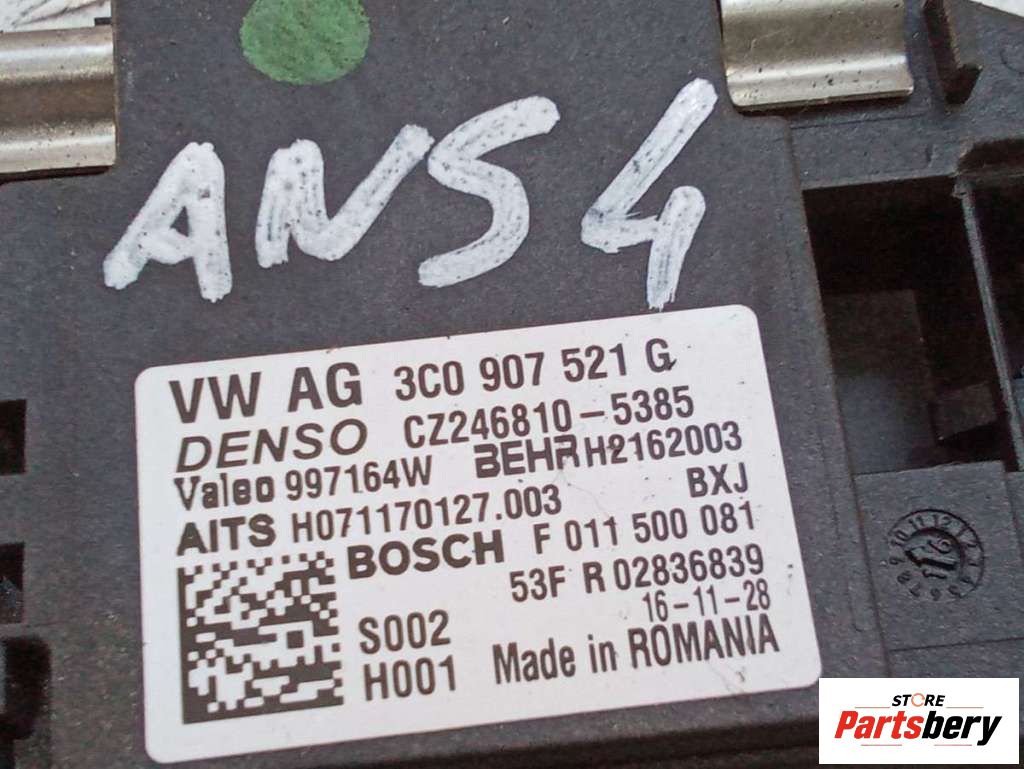 ANS4
VW AG 3C0 907 521 G
DENSO CZ246810-5385
Valeo 997164W BEHR H2162003
AITS H071170127.003 BXJ
BOSCH F 011 500 081
53F R 02836839
S002 16-11-28
H001 Made in ROMANIA
STORE
Partsbery